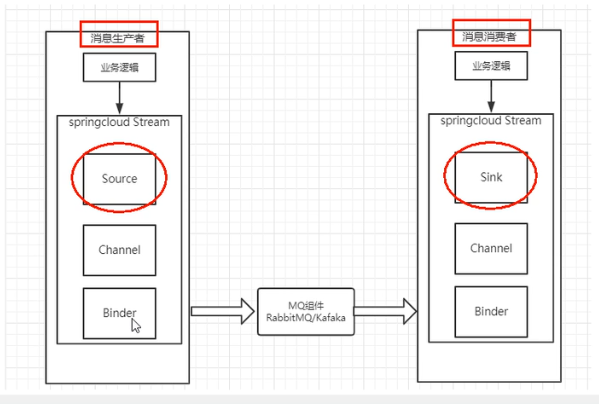 消息生产者
业务逻辑
springcloud Stream
Source
Channel
Binder
MQ组件
RabbitMQ/Kafaka
消息消费者
业务逻辑
springcloud Stream
Sink
Channel
Binder